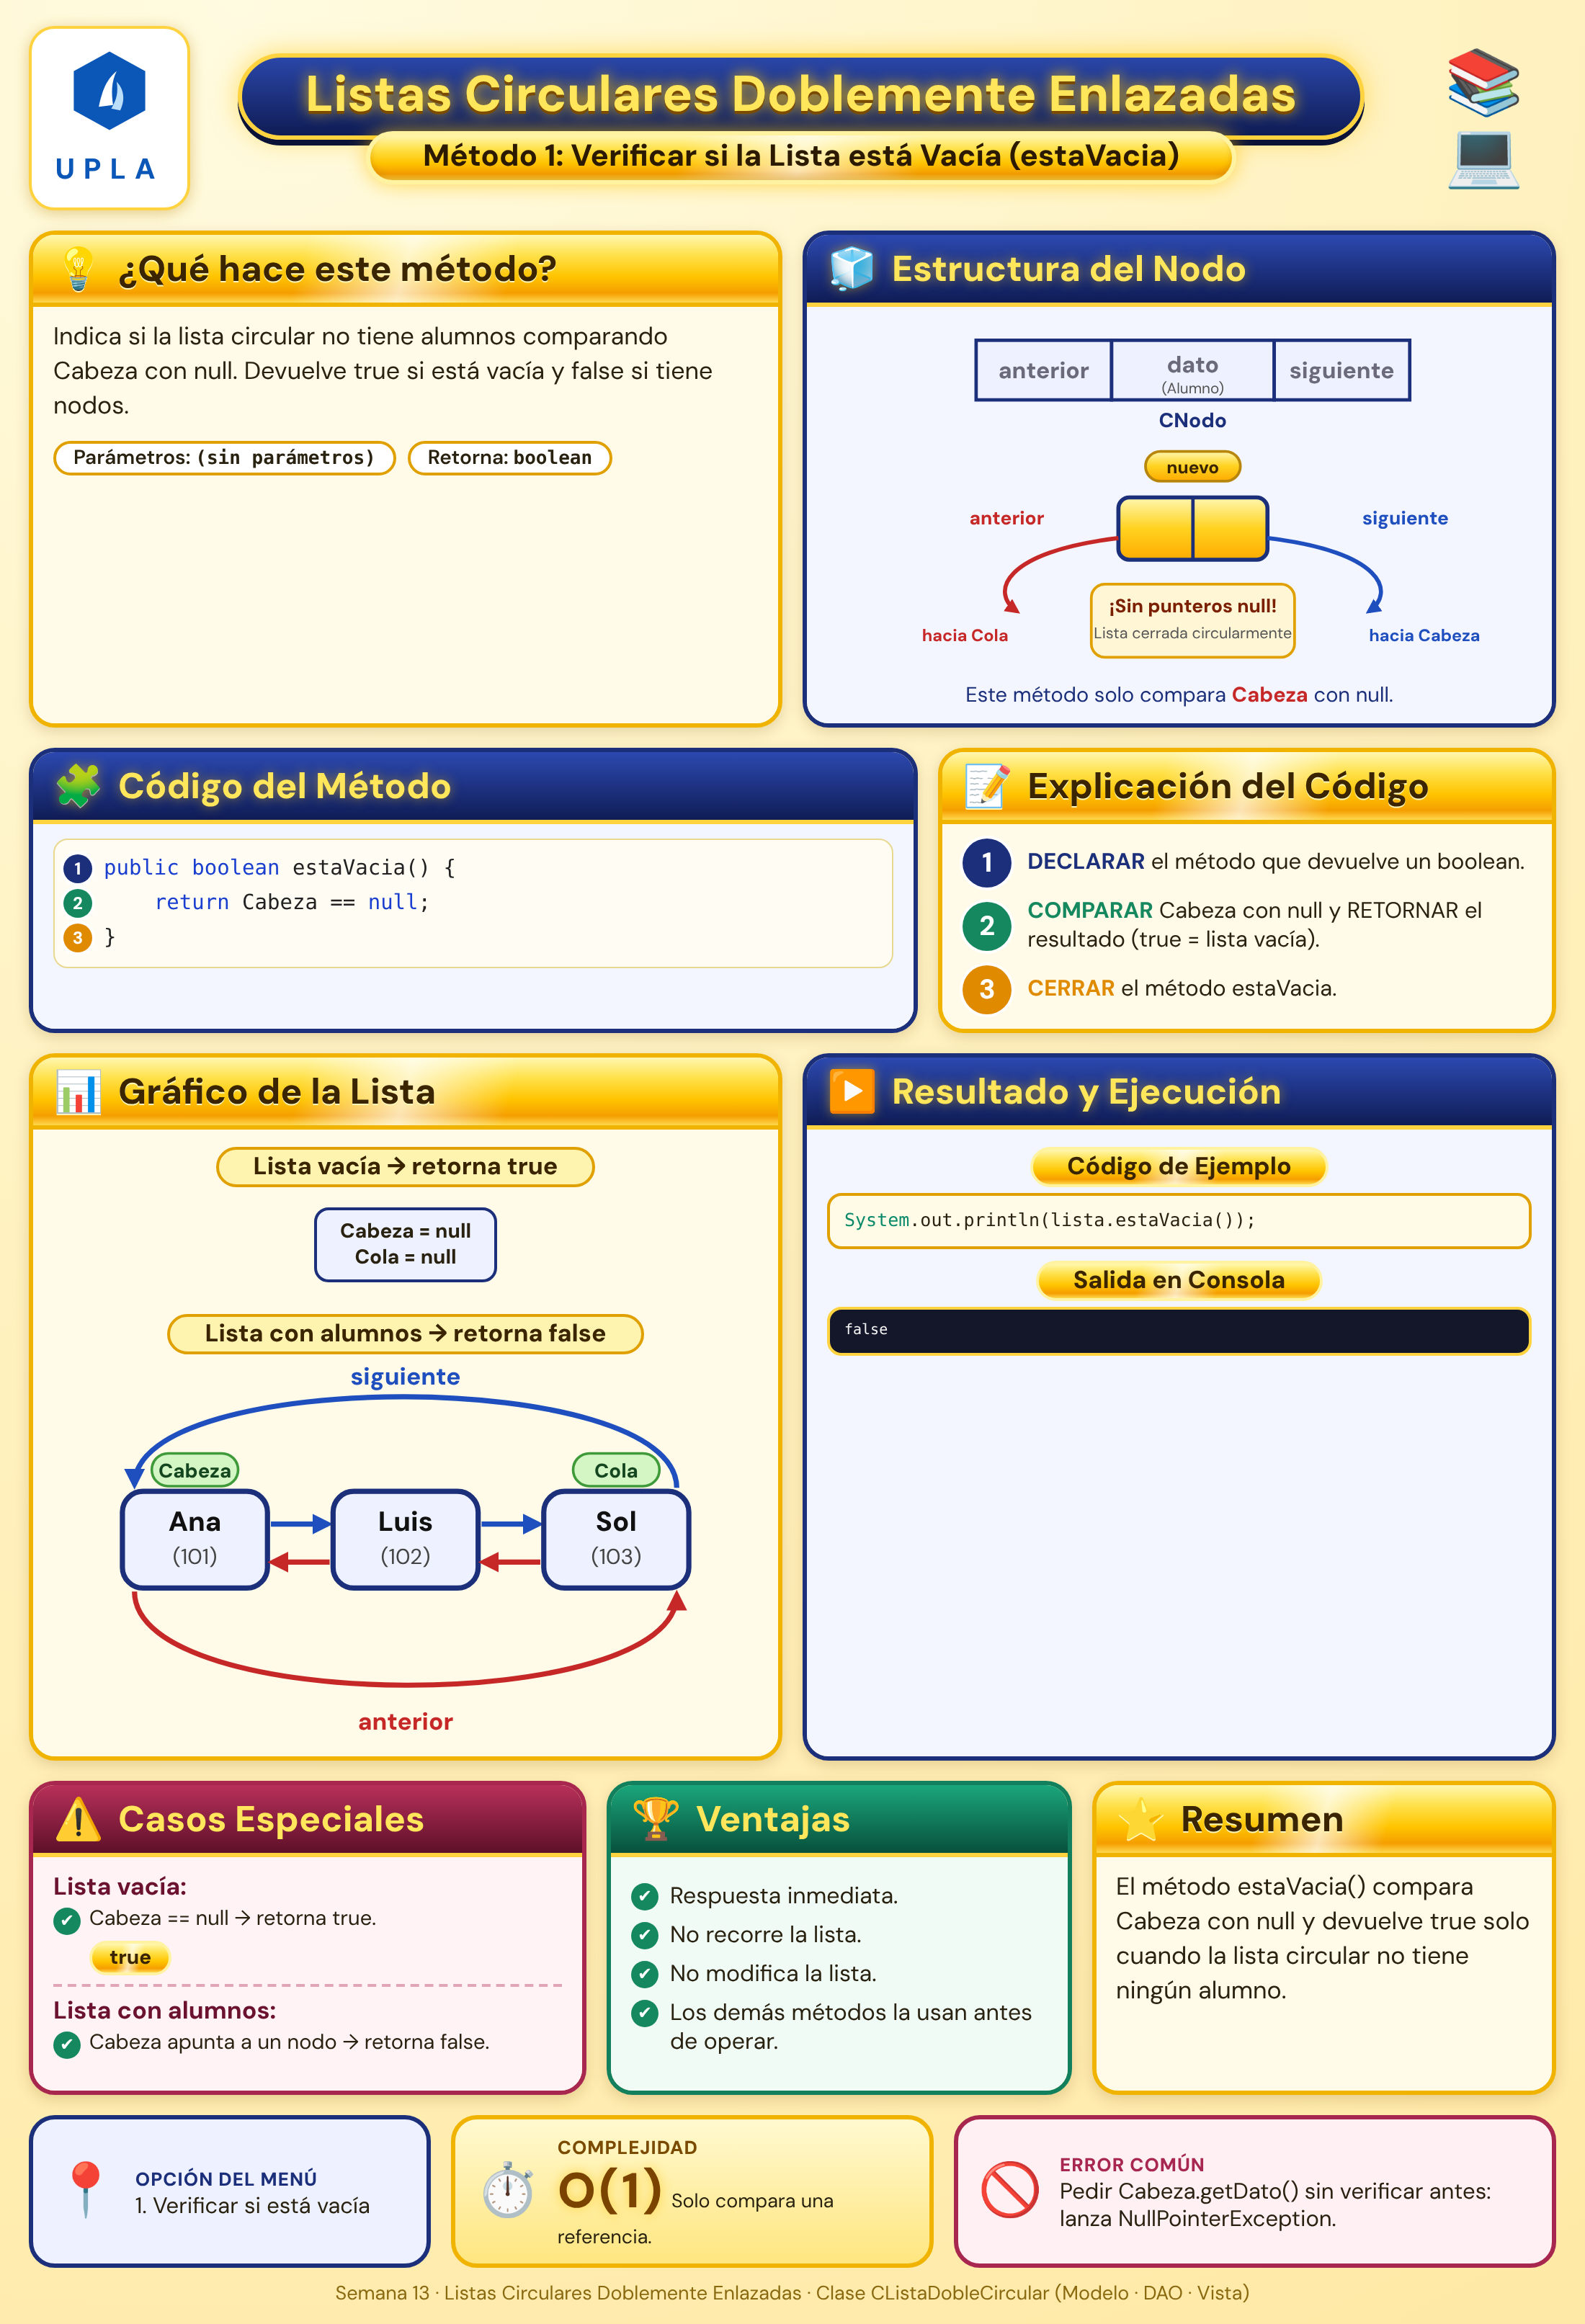 UPLA
Listas Circulares Doblemente Enlazadas
Método 1: Verificar si la Lista está Vacía (estaVacia)
¿Qué hace este método?
Indica si la lista circular no tiene alumnos comparando
Cabeza con null. Devuelve true si está vacía y false si tiene
nodos.
Parámetros: (sin parámetros) Retorna: boolean
Estructura del Nodo
anterior dato siguiente
(Alumno)
CNodo
nuevo
anterior siguiente
¡Sin punteros null!
Lista cerrada circularmente
hacia Cola hacia Cabeza
Este método solo compara Cabeza con null.
Código del Método
1 public boolean estaVacia() {
2 return Cabeza == null;
3 }
Explicación del Código
1 DECLARAR el método que devuelve un boolean.
2 COMPARAR Cabeza con null y RETORNAR el
resultado (true = lista vacía).
3 CERRAR el método estaVacia.
Gráfico de la Lista
Lista vacía → retorna true
Cabeza = null
Cola = null
Lista con alumnos → retorna false
siguiente
Cabeza Cola
Ana Luis Sol
(101) (102) (103)
anterior
Resultado y Ejecución
Código de Ejemplo
System.out.println(lista.estaVacia());
Salida en Consola
false
Casos Especiales
Lista vacía:
✔ Cabeza == null → retorna true.
true
Lista con alumnos:
✔ Cabeza apunta a un nodo → retorna false.
Ventajas
✔ Respuesta inmediata.
✔ No recorre la lista.
✔ No modifica la lista.
✔ Los demás métodos la usan antes
de operar.
Resumen
El método estaVacia() compara
Cabeza con null y devuelve true solo
cuando la lista circular no tiene
ningún alumno.
OPCIÓN DEL MENÚ
1. Verificar si está vacía
COMPLEJIDAD
O(1) Solo compara una
referencia.
ERROR COMÚN
Pedir Cabeza.getDato() sin verificar antes:
lanza NullPointerException.
Semana 13 · Listas Circulares Doblemente Enlazadas · Clase CListaDobleCircular (Modelo · DAO · Vista)